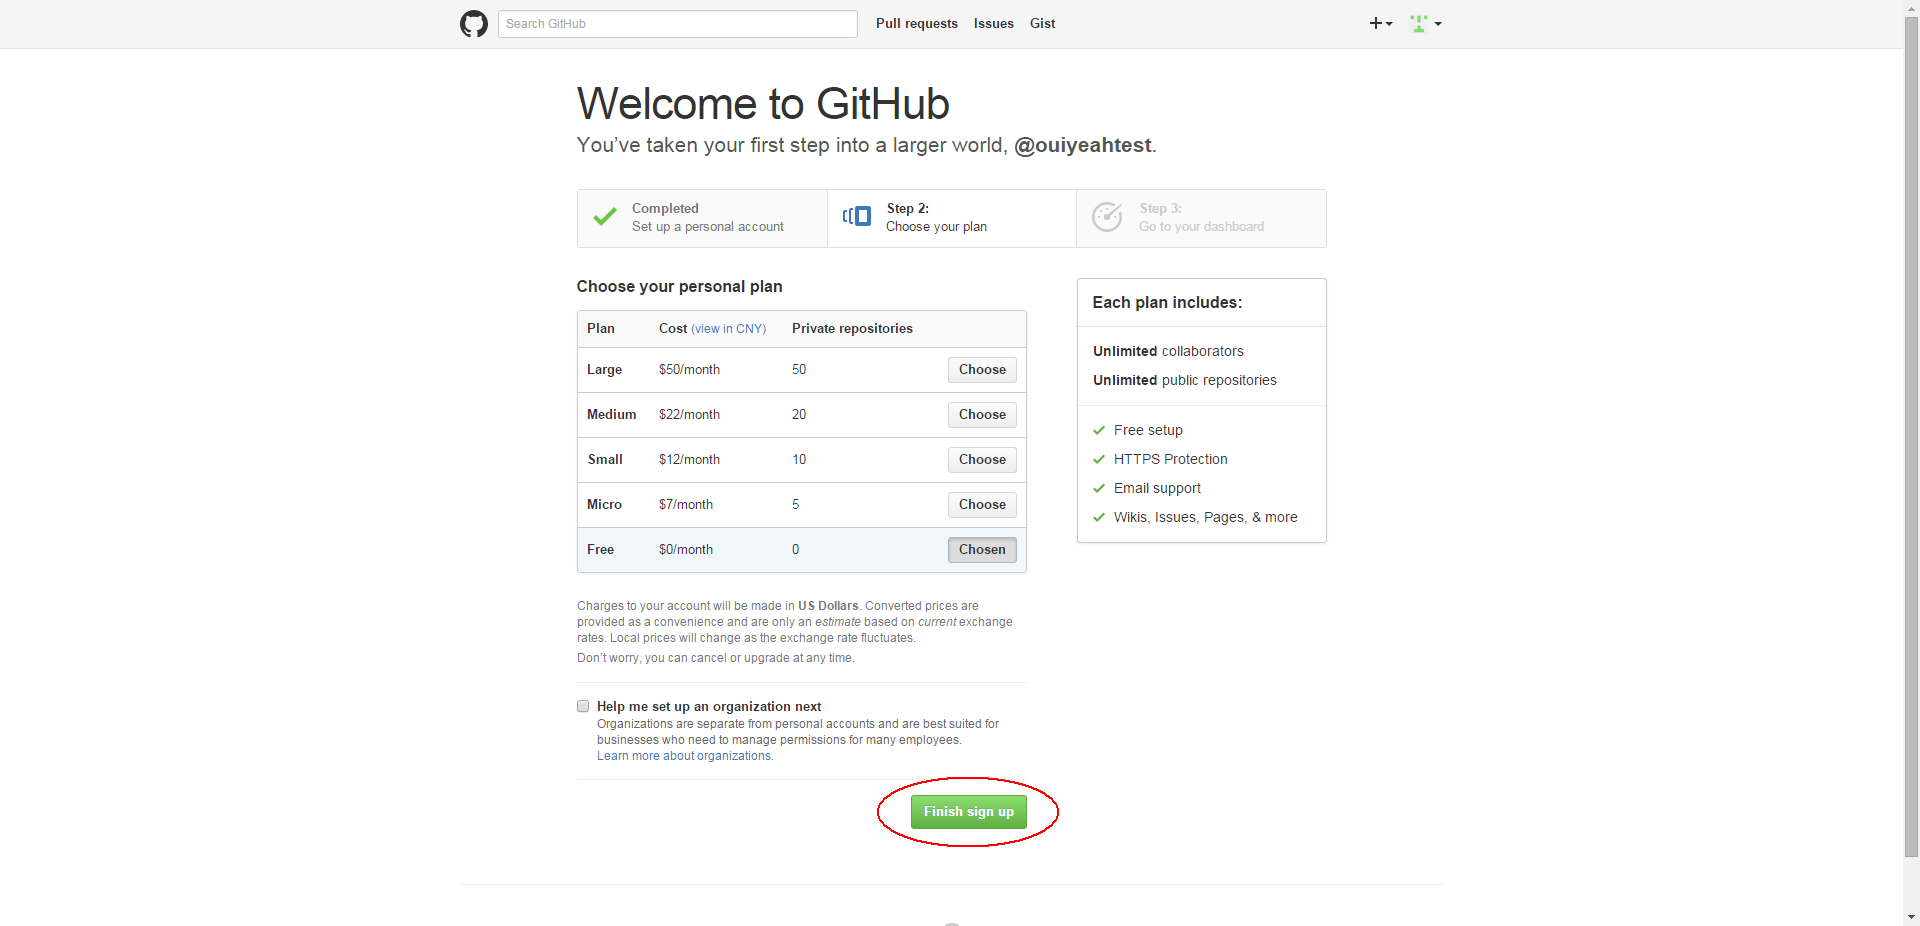 Search GitHub
Pull requests
Issues
Gist
Welcome to GitHub
You've taken your first step into a larger world, @ouiyeahtest.
Completed
Set up a personal account
Step 2:
Choose your plan
Step 3:
Go to your dashboard
Choose your personal plan
Plan Cost (view in CNY) Private repositories
Large $50/month 50 Choose
Medium $22/month 20 Choose
Small $12/month 10 Choose
Micro $7/month 5 Choose
Free $0/month 0 Chosen
Charges to your account will be made in US Dollars. Converted prices are
provided as a convenience and are only an estimate based on current exchange
rates. Local prices will change as the exchange rate fluctuates.
Don't worry, you can cancel or upgrade at any time.
Help me set up an organization next
Organizations are separate from personal accounts and are best suited for
businesses who need to manage permissions for many employees.
Learn more about organizations.
Finish sign up
Each plan includes:
Unlimited collaborators
Unlimited public repositories
Free setup
HTTPS Protection
Email support
Wikis, Issues, Pages, & more